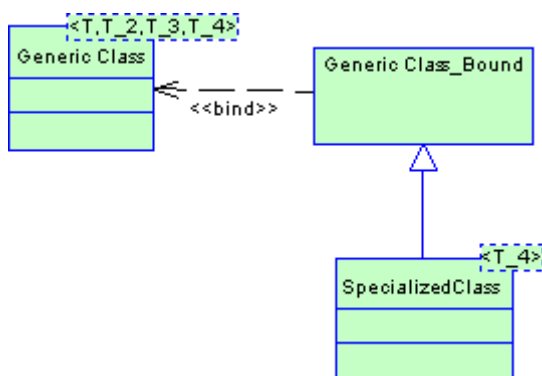 <T,T_2,T_3,T_4>
Generic Class
Generic Class_Bound
<<bind>>
<T_4>
SpecializedClass